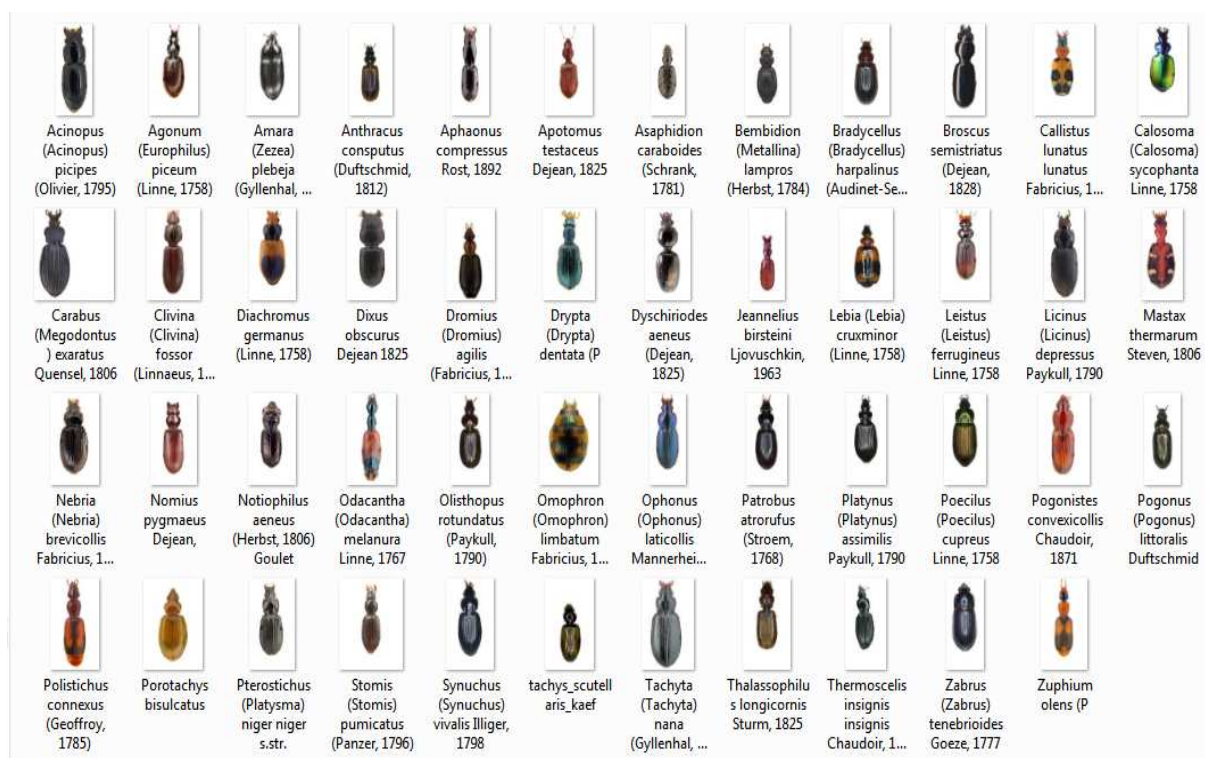 Acinopus
(Acinopus)
picipes
(Olivier, 1795)
Agonum
(Europhilus)
piceum
(Linne, 1758)
Amara
(Zezea)
plebeja
(Gyllenhal, ...
Anthracus
consputus
(Duftschmid,
1812)
Aphaonus
compressus
Rost, 1892
Apotomus
testaceus
Dejean, 1825
Asaphidion
caraboides
(Schrank,
1781)
Bembidion
(Metallina)
lampros
(Herbst, 1784)
Bradycellus
(Bradycellus)
harpalinus
(Audinet-Se...
Broscus
semistriatus
(Dejean,
1828)
Callistus
lunatus
lunatus
Fabricius, 1...
Calosoma
(Calosoma)
sycophanta
Linne, 1758
Carabus
(Megodontus
) exaratus
Quensel, 1806
Clivina
(Clivina)
fossor
(Linnaeus, 1...
Diachromus
germanus
(Linne, 1758)
Dixus
obscurus
Dejean 1825
Dromius
(Dromius)
agilis
(Fabricius, 1...
Drypta
(Drypta)
dentata (P
Dyschiriodes
aeneus
(Dejean,
1825)
Jeannelius
birsteini
Ljovuschkin,
1963
Lebia (Lebia)
cruxminor
(Linne, 1758)
Leistus
(Leistus)
ferrugineus
Linne, 1758
Licinus
(Licinus)
depressus
Paykull, 1790
Mastax
thermarum
Steven, 1806
Nebria
(Nebria)
brevicollis
Fabricius, 1...
Nomius
pygmaeus
Dejean,
Notiophilus
aeneus
(Herbst, 1806)
Goulet
Odacantha
(Odacantha)
melanura
Linne, 1767
Olisthopus
rotundatus
(Paykull,
1790)
Omophron
(Omophron)
limbatum
Fabricius, 1...
Ophonus
(Ophonus)
laticollis
Mannerhei...
Patrobus
atrorufus
(Stroem,
1768)
Platynus
(Platynus)
assimilis
Paykull, 1790
Poecilus
(Poecilus)
cupreus
Linne, 1758
Pogonistes
convexicollis
Chaudoir,
1871
Pogonus
(Pogonus)
littoralis
Duftschmid
Polistichus
connexus
(Geoffroy,
1785)
Porotachys
bisulcatus
Pterostichus
(Platysma)
niger niger
s.str.
Stomis
(Stomis)
pumicatus
(Panzer, 1796)
Synuchus
(Synuchus)
vivalis Illiger,
1798
tachys_scutell
aris_kaef
Tachyta
(Tachyta)
nana
(Gyllenhal, ...
Thalassophilu
s longicornis
Sturm, 1825
Thermoscelis
insignis
insignis
Chaudoir, 1...
Zabrus
(Zabrus)
tenebrioides
Goeze, 1777
Zuphium
olens (P